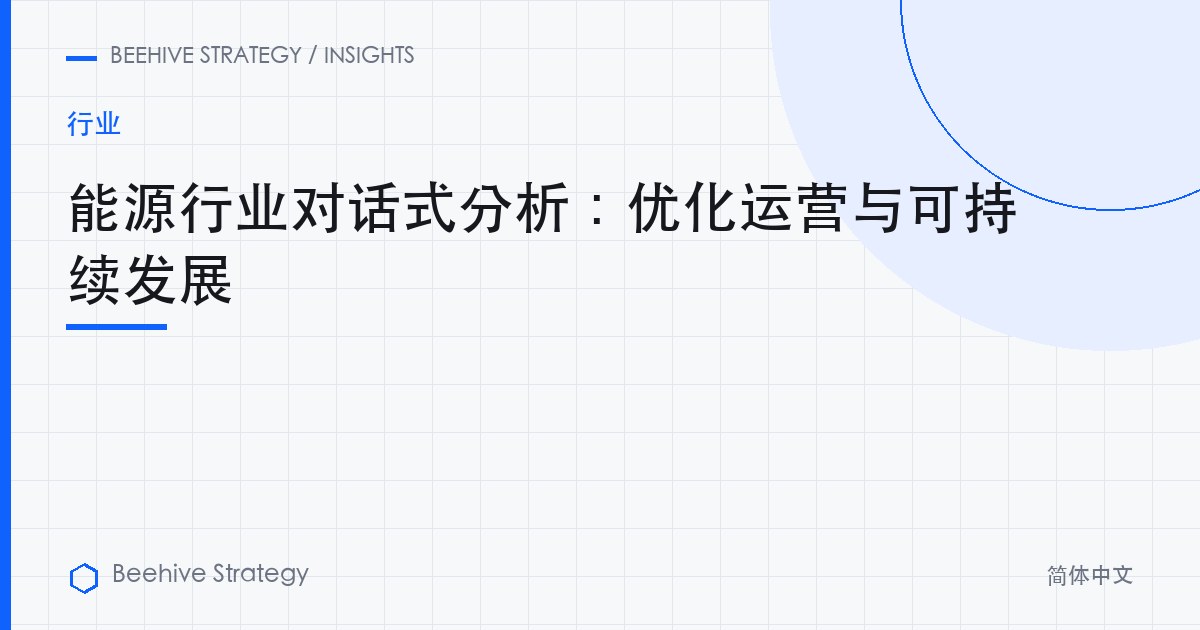 BEEHIVE STRATEGY / INSIGHTS
行业
能源行业对话式分析：优化运营与可持
续发展
Beehive Strategy
简体中文